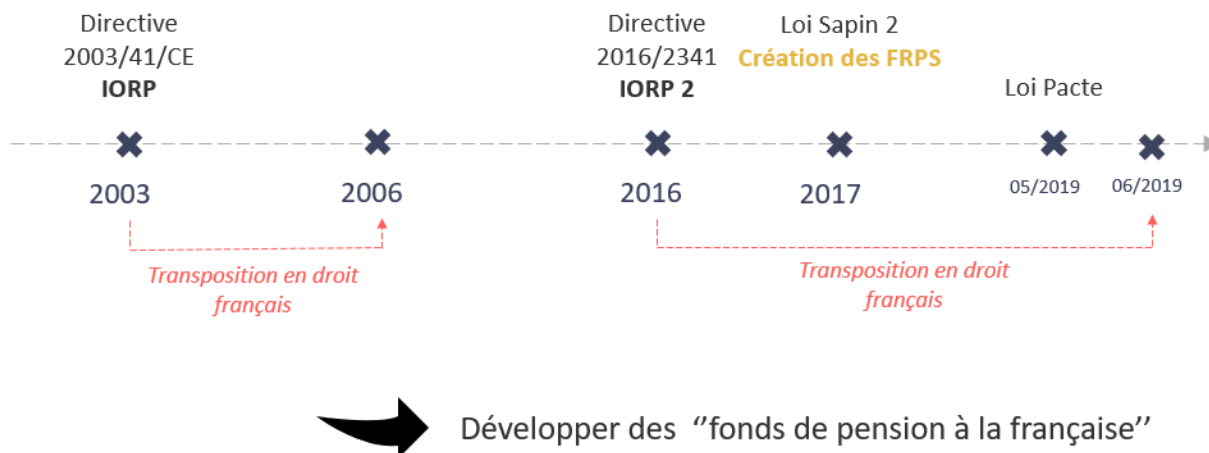 Directive
2003/41/CE
IORP
Directive
2016/2341
IORP 2
Loi Sapin 2
Création des FRPS
Loi Pacte
2003
2006
2016
2017
05/2019
06/2019
Transposition en droit
français
Transposition en droit
français
Développer des ‘’fonds de pension à la française’’